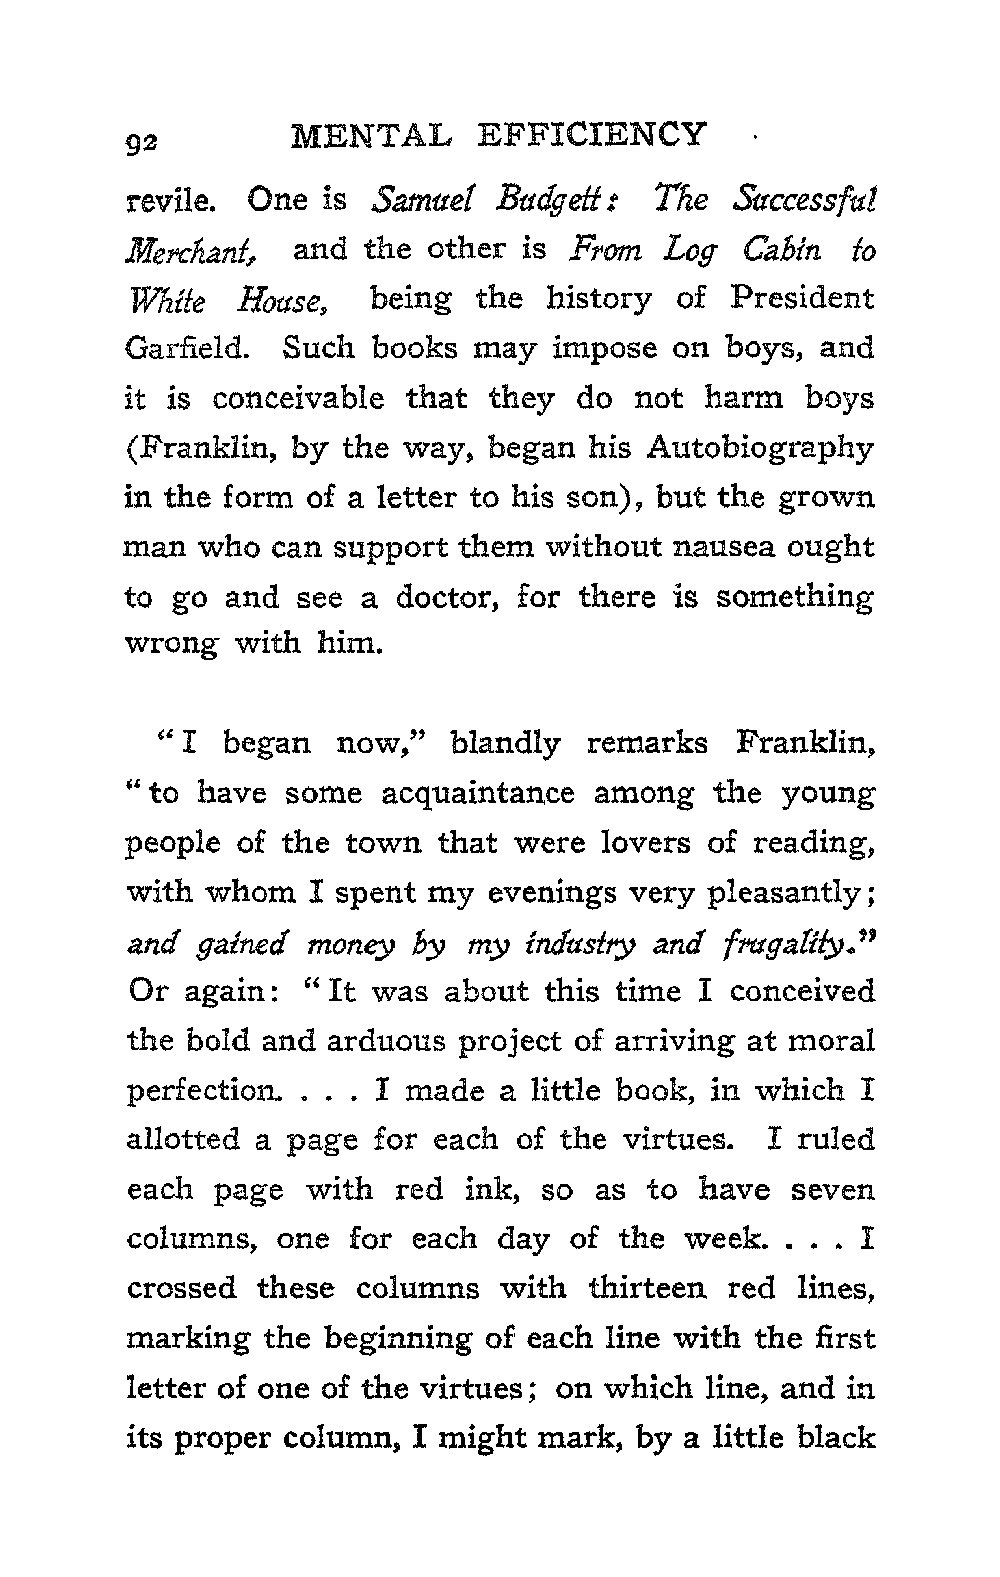 92 MENTAL EFFICIENCY
revile. One is Samuel Budgett: The Successful
Merchant, and the other is From Log Cabin to
White House, being the history of President
Garfield. Such books may impose on boys, and
it is conceivable that they do not harm boys
(Franklin, by the way, began his Autobiography
in the form of a letter to his son), but the grown
man who can support them without nausea ought
to go and see a doctor, for there is something
wrong with him.
“I began now,” blandly remarks Franklin,
“to have some acquaintance among the young
people of the town that were lovers of reading,
with whom I spent my evenings very pleasantly;
and gained money by my industry and frugality.”
Or again: “It was about this time I conceived
the bold and arduous project of arriving at moral
perfection. . . . I made a little book, in which I
allotted a page for each of the virtues. I ruled
each page with red ink, so as to have seven
columns, one for each day of the week. . . . I
crossed these columns with thirteen red lines,
marking the beginning of each line with the first
letter of one of the virtues; on which line, and in
its proper column, I might mark, by a little black